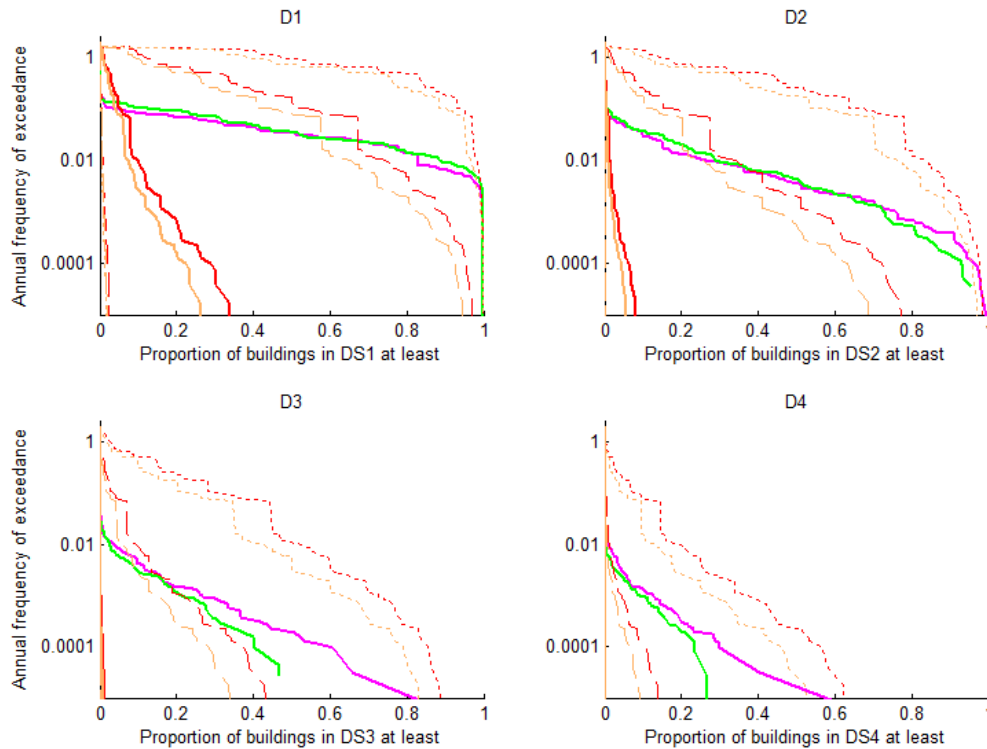 D1
Annual frequency of exceedance
1
0.01
0.0001
0 0.2 0.4 0.6 0.8 1
Proportion of buildings in DS1 at least
D2
1
0.01
0.0001
0 0.2 0.4 0.6 0.8 1
Proportion of buildings in DS2 at least
D3
Annual frequency of exceedance
1
0.01
0.0001
0 0.2 0.4 0.6 0.8 1
Proportion of buildings in DS3 at least
D4
1
0.01
0.0001
0 0.2 0.4 0.6 0.8 1
Proportion of buildings in DS4 at least